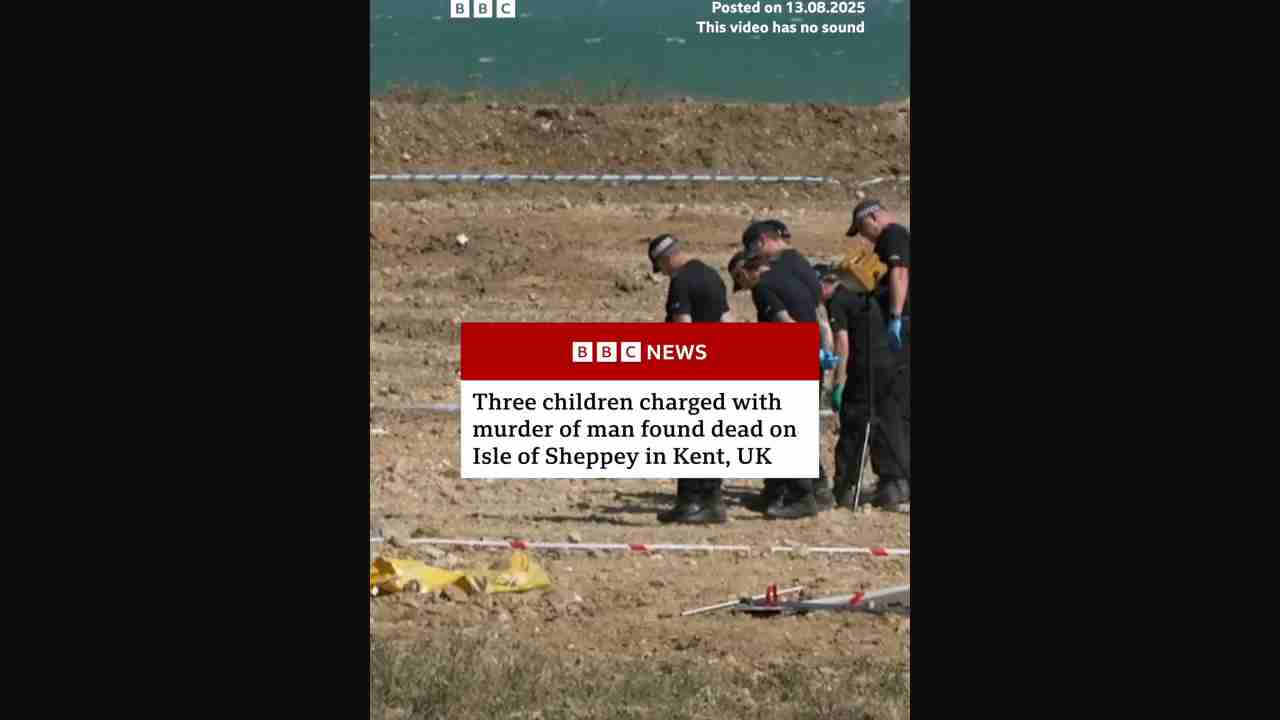 BBC
Posted on 13.08.2025
This video has no sound
BBC NEWS
Three children charged with
murder of man found dead on
Isle of Sheppey in Kent, UK